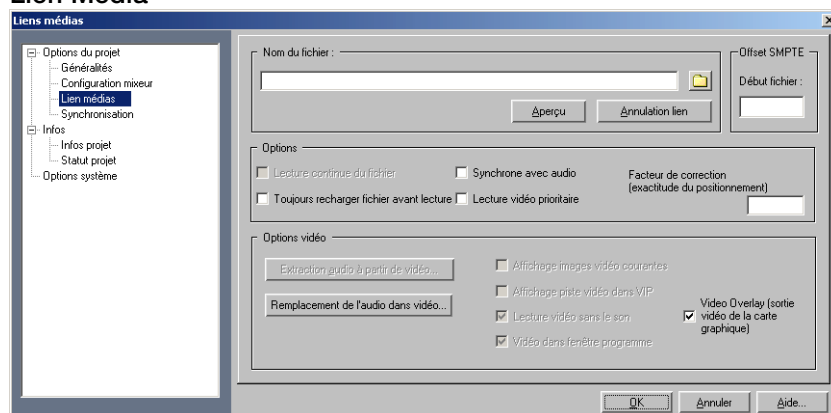 Lien Média
Liens médias
Options du projet
Généralités
Configuration mixeur
Lien médias
Synchronisation
Infos
Infos projet
Statut projet
Options système
Nom du fichier :
Aperçu
Annulation lien
Offset SMPTE
Début fichier :
Options
Lecture continue du fichier
Synchrone avec audio
Facteur de correction
(exactitude du positionnement)
Toujours recharger fichier avant lecture
Lecture vidéo prioritaire
Options vidéo
Extraction audio à partir de vidéo...
Remplacement de l'audio dans vidéo...
Affichage images vidéo courantes
Affichage piste vidéo dans VIP
Lecture vidéo sans le son
Vidéo dans fenêtre programme
Video Overlay (sortie
vidéo de la carte
graphique)
OK
Annuler
Aide...